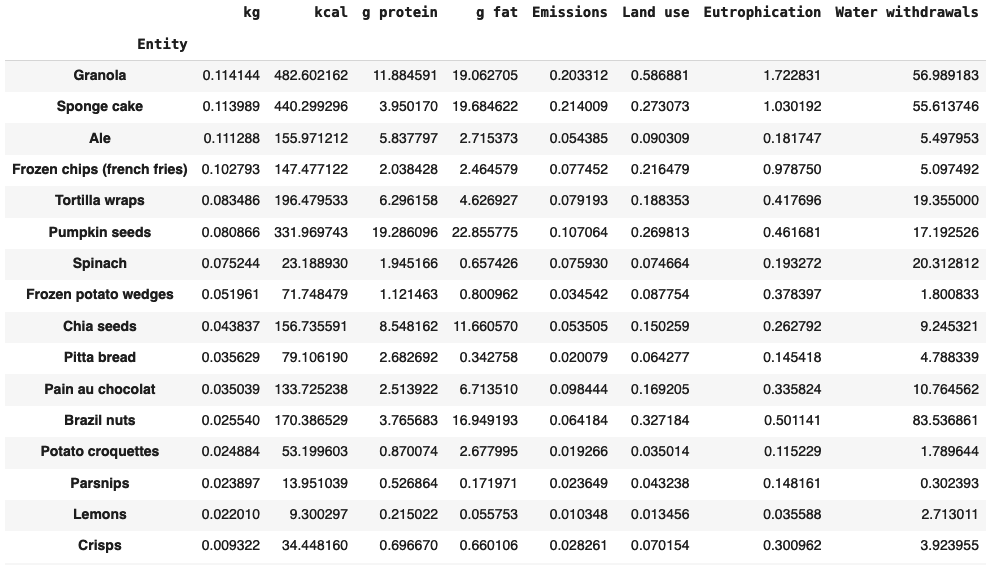 kg kcal g protein g fat Emissions Land use Eutrophication Water withdrawals
Entity
Granola 0.114144 482.602162 11.884591 19.062705 0.203312 0.586881 1.722831 56.989183
Sponge cake 0.113989 440.299296 3.950170 19.684622 0.214009 0.273073 1.030192 55.613746
Ale 0.111288 155.971212 5.837797 2.715373 0.054385 0.090309 0.181747 5.497953
Frozen chips (french fries) 0.102793 147.477122 2.038428 2.464579 0.077452 0.216479 0.978750 5.097492
Tortilla wraps 0.083486 196.479533 6.296158 4.626927 0.079193 0.188353 0.417696 19.355000
Pumpkin seeds 0.080866 331.969743 19.286096 22.855775 0.107064 0.269813 0.461681 17.192526
Spinach 0.075244 23.188930 1.945166 0.657426 0.075930 0.074664 0.193272 20.312812
Frozen potato wedges 0.051961 71.748479 1.121463 0.800962 0.034542 0.087754 0.378397 1.800833
Chia seeds 0.043837 156.735591 8.548162 11.660570 0.053505 0.150259 0.262792 9.245321
Pitta bread 0.035629 79.106190 2.682692 0.342758 0.020079 0.064277 0.145418 4.788339
Pain au chocolat 0.035039 133.725238 2.513922 6.713510 0.098444 0.169205 0.335824 10.764562
Brazil nuts 0.025540 170.386529 3.765683 16.949193 0.064184 0.327184 0.501141 83.536861
Potato croquettes 0.024884 53.199603 0.870074 2.677995 0.019266 0.035014 0.115229 1.789644
Parsnips 0.023897 13.951039 0.526864 0.171971 0.023649 0.043238 0.148161 0.302393
Lemons 0.022010 9.300297 0.215022 0.055753 0.010348 0.013456 0.035588 2.713011
Crisps 0.009322 34.448160 0.696670 0.660106 0.028261 0.070154 0.300962 3.923955